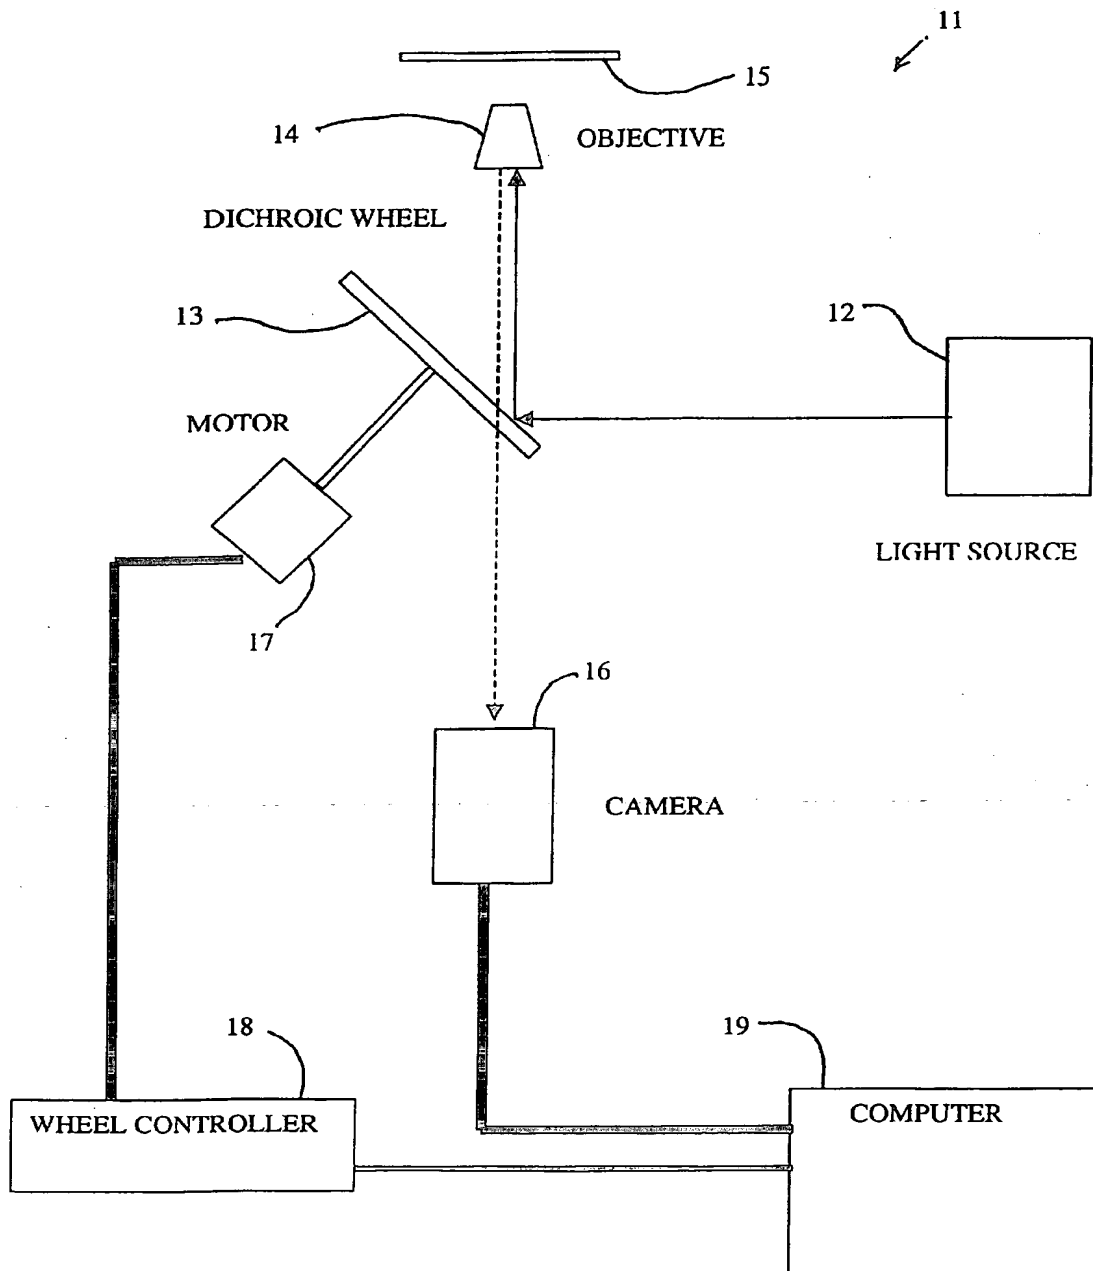 11
15
14
OBJECTIVE
DICHROIC WHEEL
13
12
MOTOR
LIGHT SOURCE
17
16
CAMERA
18
19
WHEEL CONTROLLER
COMPUTER